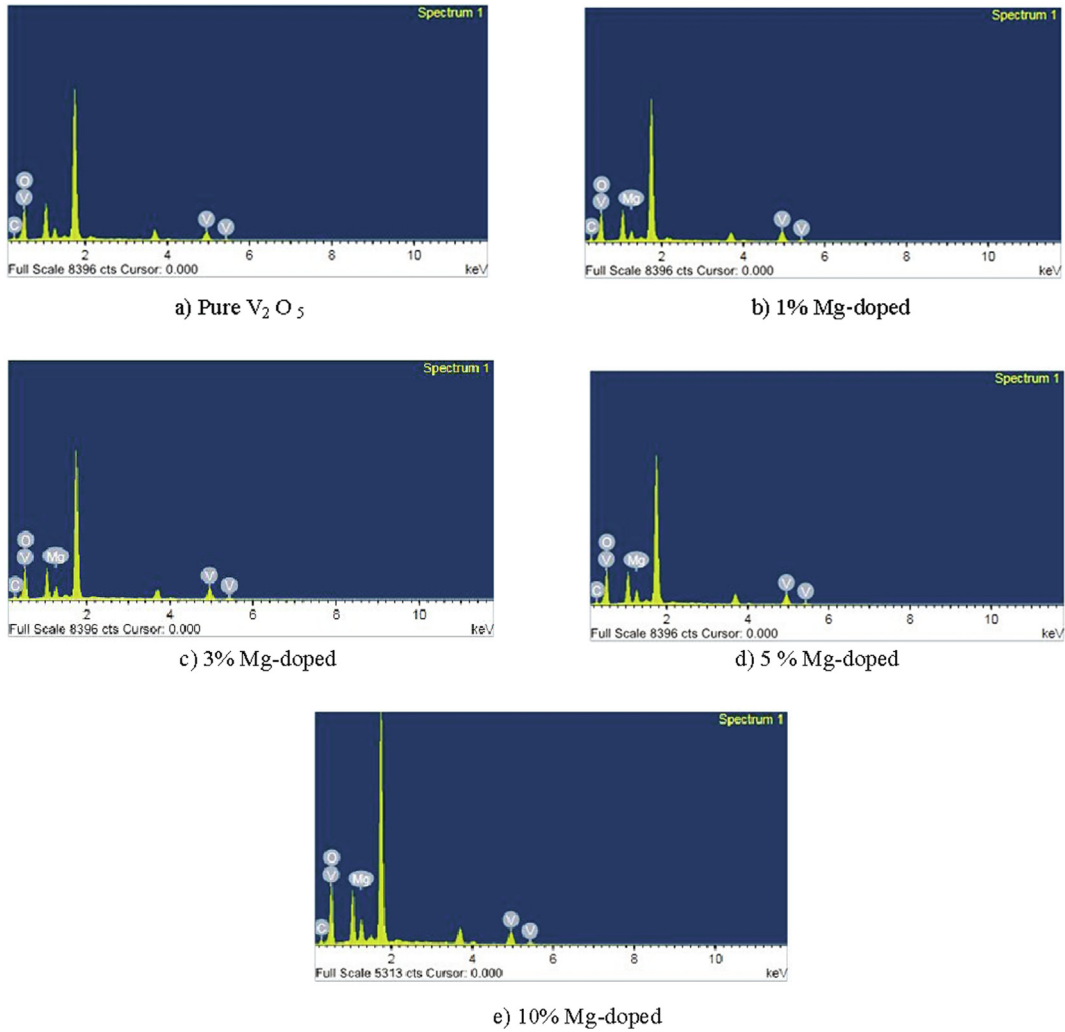 Spectrum 1
O
V
C
V
V
2 4 6 8 10
Full Scale 8396 cts Cursor: 0.000 keV
a) Pure V₂ O ₅
Spectrum 1
O
V
Mg
C
V
V
2 4 6 8 10
Full Scale 8396 cts Cursor: 0.000 keV
b) 1% Mg-doped
Spectrum 1
O
V
Mg
C
V
V
2 4 6 8 10
Full Scale 8396 cts Cursor: 0.000 keV
c) 3% Mg-doped
Spectrum 1
O
V
Mg
C
V
V
2 4 6 8 10
Full Scale 8396 cts Cursor: 0.000 keV
d) 5 % Mg-doped
Spectrum 1
O
V
Mg
C
V
V
2 4 6 8 10
Full Scale 5313 cts Cursor: 0.000 keV
e) 10% Mg-doped